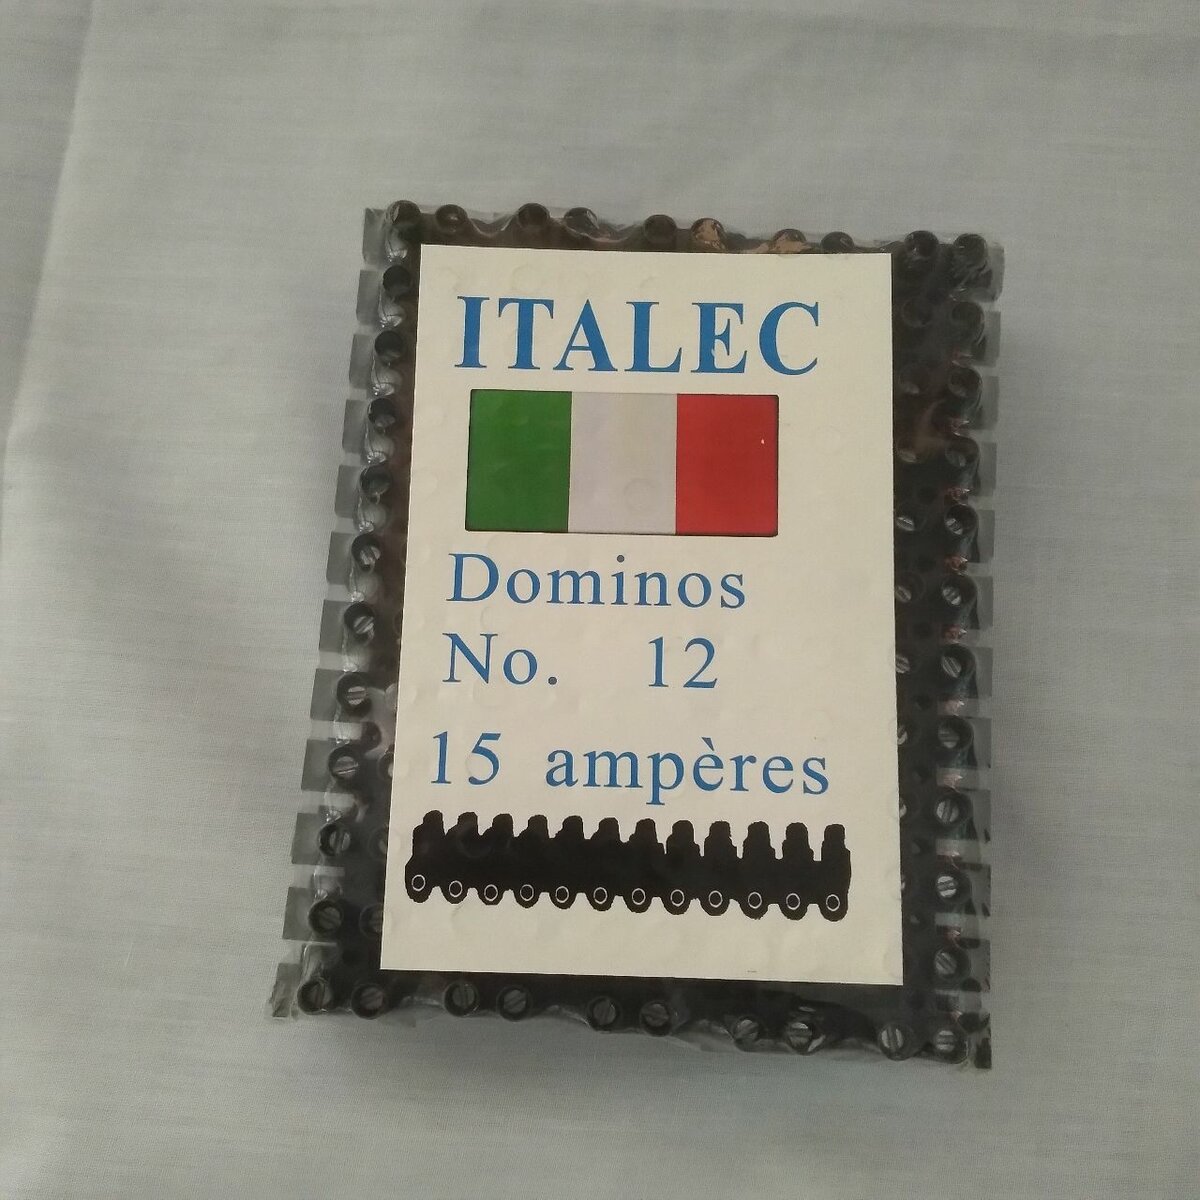 ITALEC
Dominos
No. 12
15 ampères